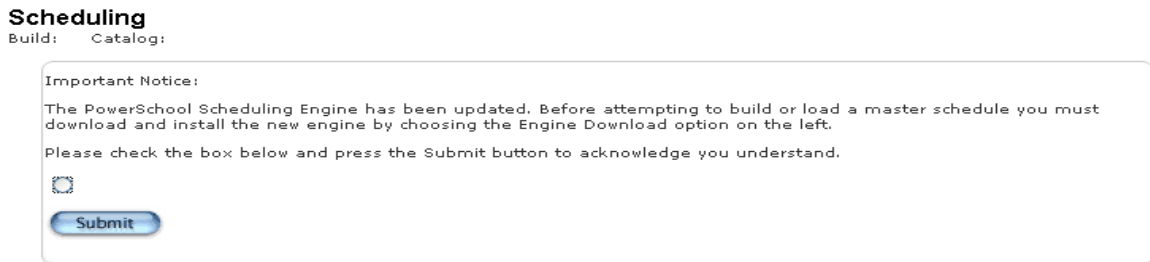 Scheduling
Build: Catalog:
Important Notice:
The PowerSchool Scheduling Engine has been updated. Before attempting to build or load a master schedule you must
download and install the new engine by choosing the Engine Download option on the left.
Please check the box below and press the Submit button to acknowledge you understand.
Submit